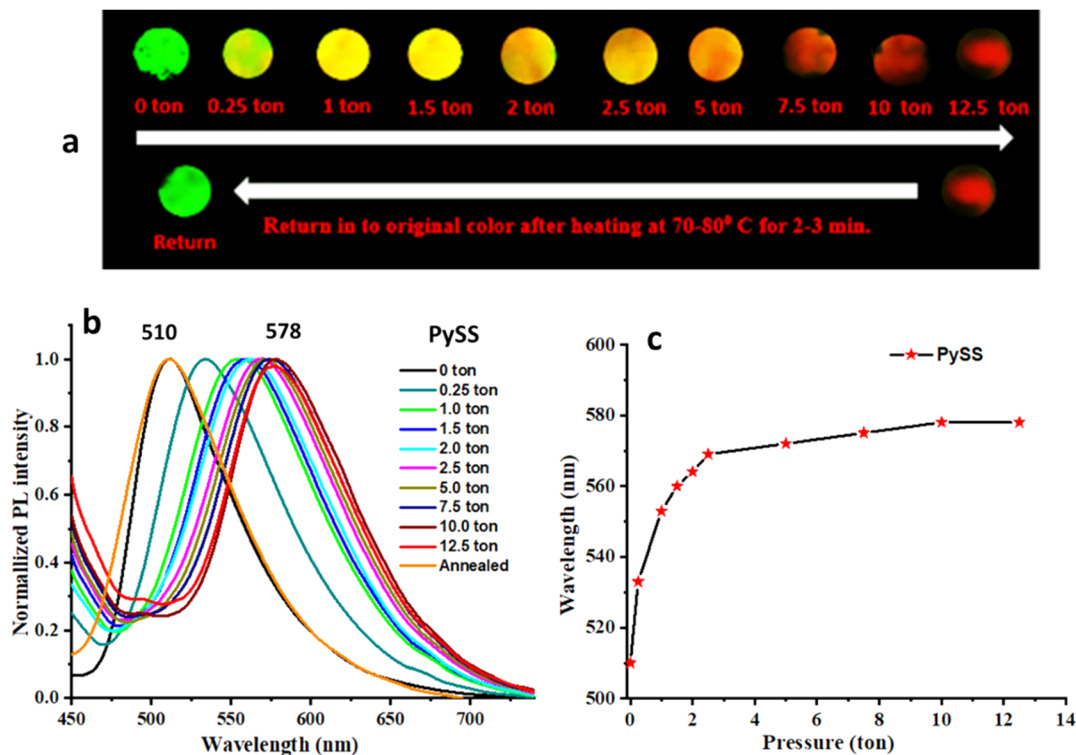 0 ton 0.25 ton 1 ton 1.5 ton 2 ton 2.5 ton 5 ton 7.5 ton 10 ton 12.5 ton
a
Return in to original color after heating at 70-80⁰ C for 2-3 min.
Return
b
510
578
PySS
0 ton
0.25 ton
1.0 ton
1.5 ton
2.0 ton
2.5 ton
5.0 ton
7.5 ton
10.0 ton
12.5 ton
Annealed
Normallized PL intensity
1.0
0.8
0.6
0.4
0.2
0.0
450 500 550 600 650 700
Wavelength (nm)
c
PySS
Wavelength (nm)
600
580
560
540
520
500
0 2 4 6 8 10 12 14
Pressure (ton)